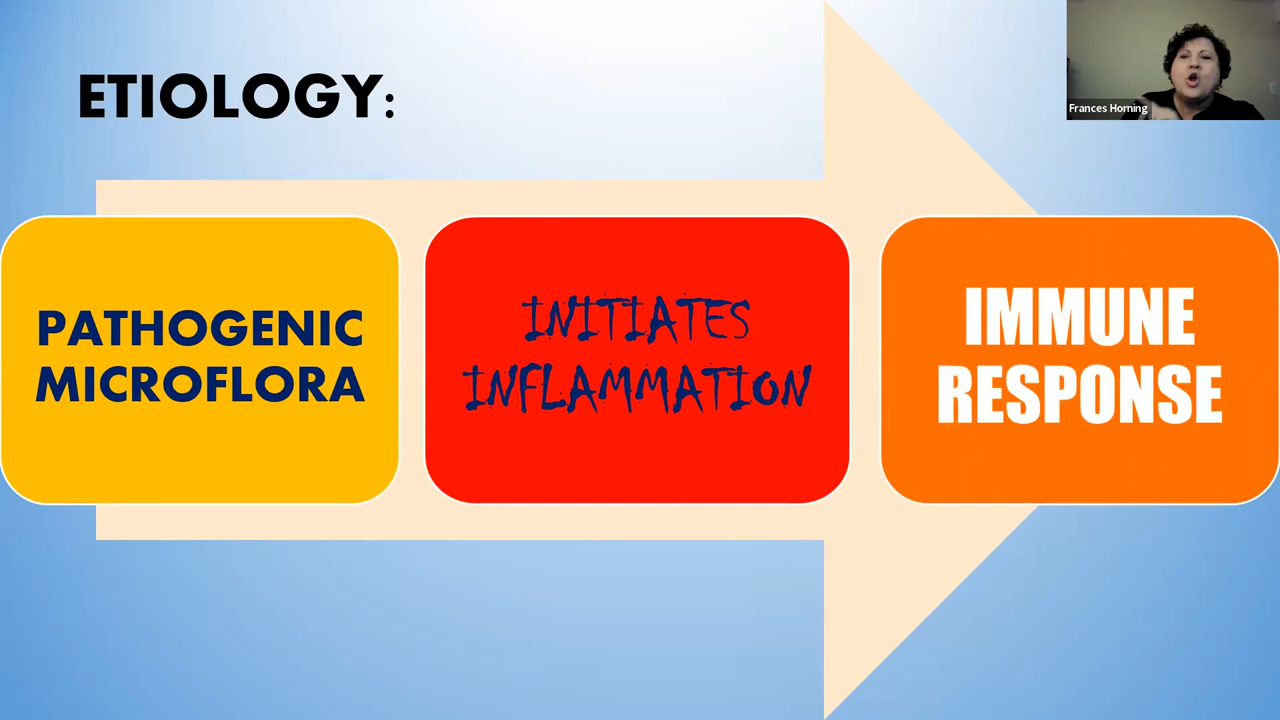 ETIOLOGY:
Frances Horning
PATHOGENIC
MICROFLORA
INITIATES
INFLAMMATION
IMMUNE
RESPONSE